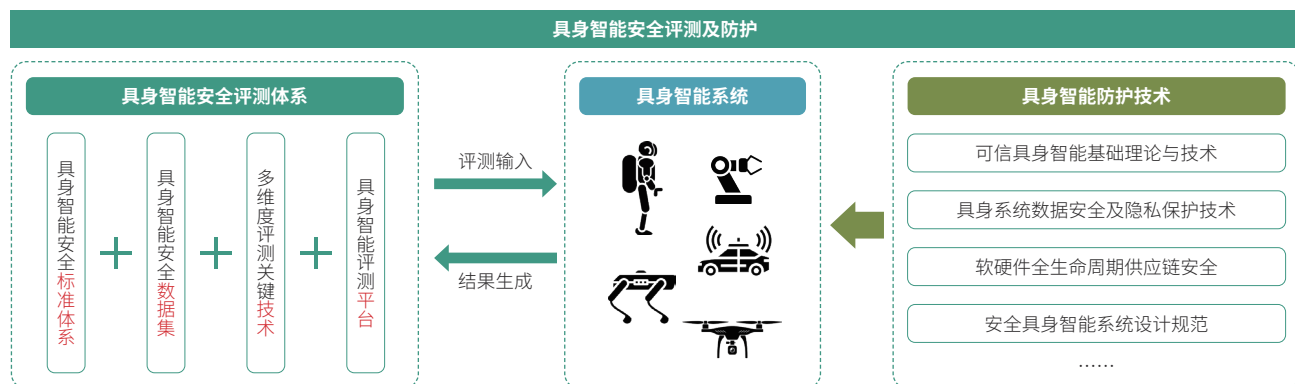 具身智能安全评测及防护
具身智能安全评测体系
具身智能安全标准体系
具身智能安全数据集
多维度评测关键技术
具身智能评测平台
评测输入
结果生成
具身智能系统
具身智能防护技术
可信具身智能基础理论与技术
具身系统数据安全及隐私保护技术
软硬件全生命周期供应链安全
安全具身智能系统设计规范
……